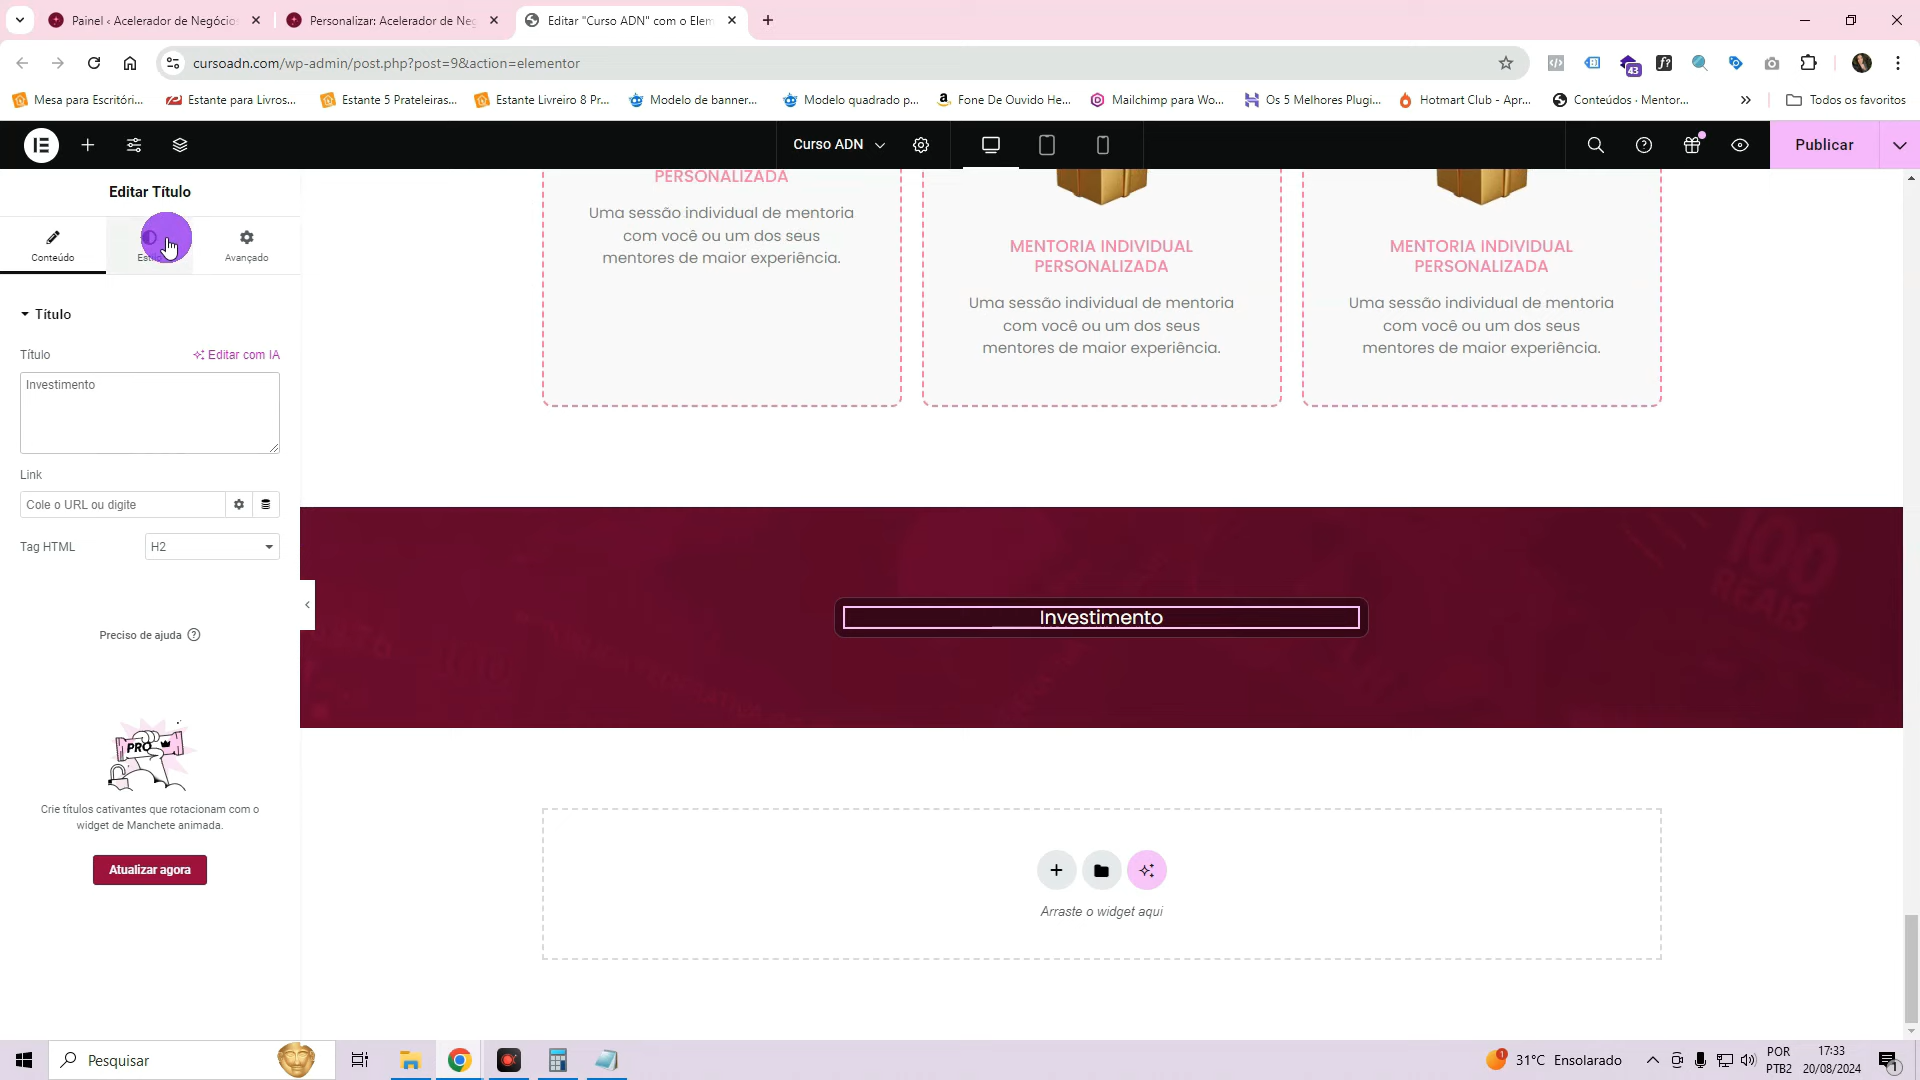 Painel ‹ Acelerador de Negócio
Personalizar: Acelerador de Neg
Editar "Curso ADN" com o Elem
cursoadn.com/wp-admin/post.php?post=9&action=elementor
43
Mesa para Escritóri...
Estante para Livros...
Estante 5 Prateleiras...
Estante Livreiro 8 Pr...
Modelo de banner...
Modelo quadrado p...
Fone De Ouvido He...
Mailchimp para Wo...
Os 5 Melhores Plugi...
Hotmart Club - Apr...
Conteúdos · Mentor...
Todos os favoritos
Curso ADN
Publicar
Editar Título
Conteúdo
Avançado
Título
Título
Editar com IA
Investimento
Link
Cole o URL ou digite
Tag HTML
H2
Preciso de ajuda
PRO
Crie títulos cativantes que rotacionam com o
widget de Manchete animada.
Atualizar agora
PERSONALIZADA
Uma sessão individual de mentoria
com você ou um dos seus
mentores de maior experiência.
MENTORIA INDIVIDUAL
PERSONALIZADA
Uma sessão individual de mentoria
com você ou um dos seus
mentores de maior experiência.
MENTORIA INDIVIDUAL
PERSONALIZADA
Uma sessão individual de mentoria
com você ou um dos seus
mentores de maior experiência.
100
REAIS
Investimento
Arraste o widget aqui
Pesquisar
1
31°C Ensolarado
POR
PTB2
17:33
20/08/2024
1